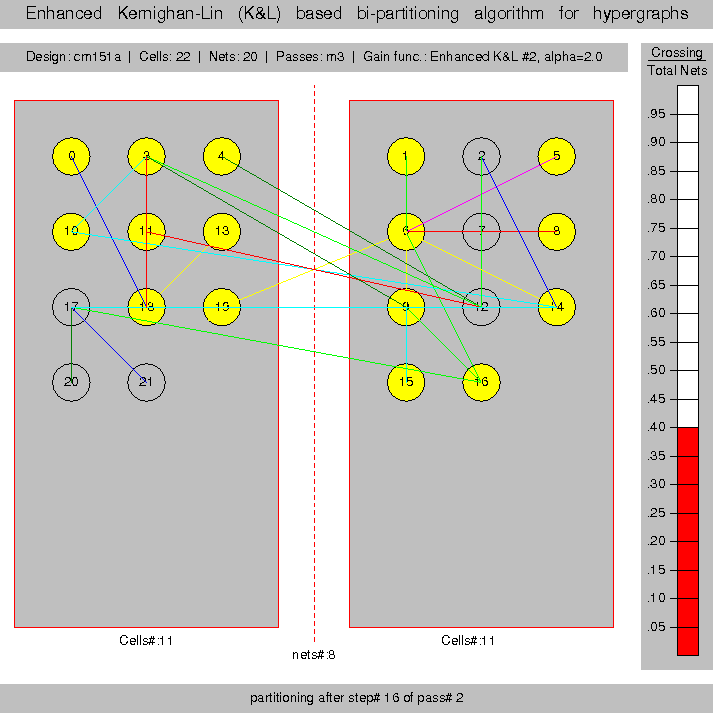 Enhanced Kernighan-Lin (K&L) based bi-partitioning algorithm for hypergraphs
Design: cm151a | Cells: 22 | Nets: 20 | Passes: m3 | Gain func.: Enhanced K&L #2, alpha=2.0
Crossing
Total Nets
.95
.90
.85
.80
.75
.70
.65
.60
.55
.50
.45
.40
.35
.30
.25
.20
.15
.10
.05
0 3 4 1 2 5
10 11 13 6 7 8
17 18 19 9 12 14
20 21 15 16
Cells#:11 Cells#:11
nets#:8
partitioning after step# 16 of pass# 2